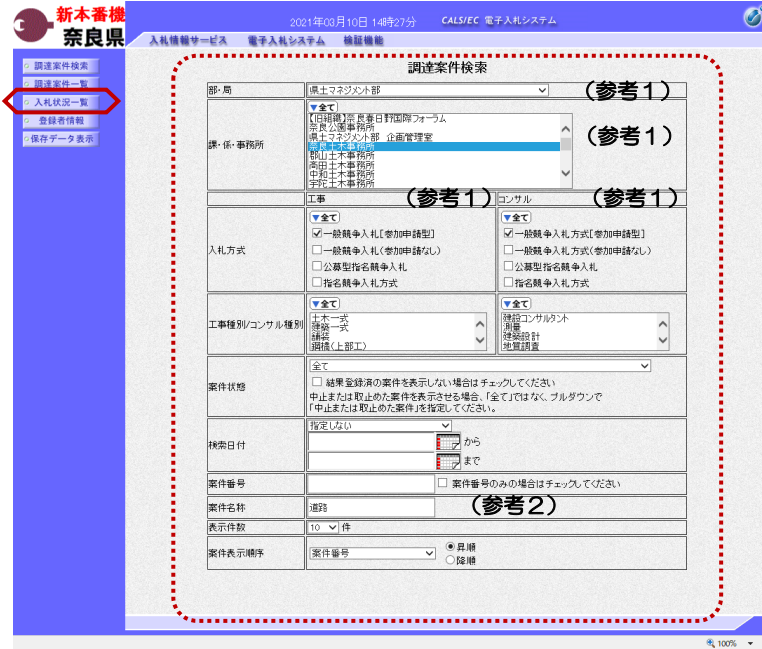 新本番機
奈良県
2021年03月10日 14時27分 CALS/EC 電子入札システム
入札情報サービス 電子入札システム 検証機能
調達案件検索
調達案件一覧
入札状況一覧
登録者情報
保存データ表示
調達案件検索
部・局 県土マネジメント部 (参考1)
課・係・事務所
▼全て
【旧組織】奈良春日野国際フォーラム
奈良公園事務所
県土マネジメント部 企画管理室
奈良土木事務所
郡山土木事務所
高田土木事務所
中和土木事務所
宇陀土木事務所
(参考1)
工事 (参考1) コンサル (参考1)
入札方式
▼全て
一般競争入札[参加申請型]
一般競争入札(参加申請なし)
公募型指名競争入札
指名競争入札方式
▼全て
一般競争入札方式[参加申請型]
一般競争入札方式(参加申請なし)
公募型指名競争入札
指名競争入札方式
工事種別/コンサル種別
▼全て
土木一式
建築一式
舗装
鋼橋(上部工)
▼全て
建設コンサルタント
測量
建築設計
地質調査
案件状態
全て
結果登録済の案件を表示しない場合はチェックしてください
中止または取止めた案件を表示させる場合、「全て」ではなく、プルダウンで
「中止または取止めた案件」を指定してください。
検索日付
指定しない
から
まで
案件番号 案件番号のみの場合はチェックしてください
案件名称 道路 (参考2)
表示件数 10 件
案件表示順序 案件番号
昇順
降順
100%